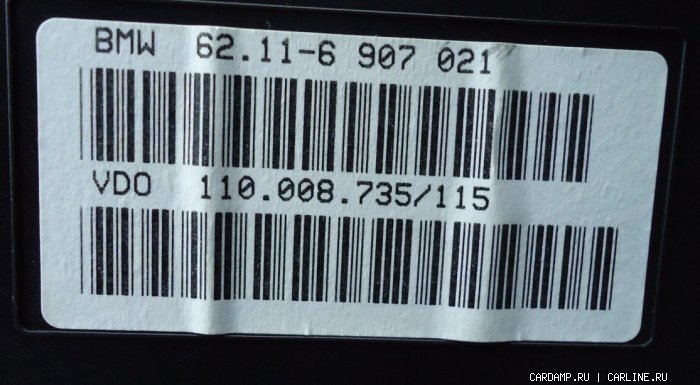 BMW 62.11-6 907 021
VDO 110.008.735/115
CARDAMP.RU | CARLINE.RU